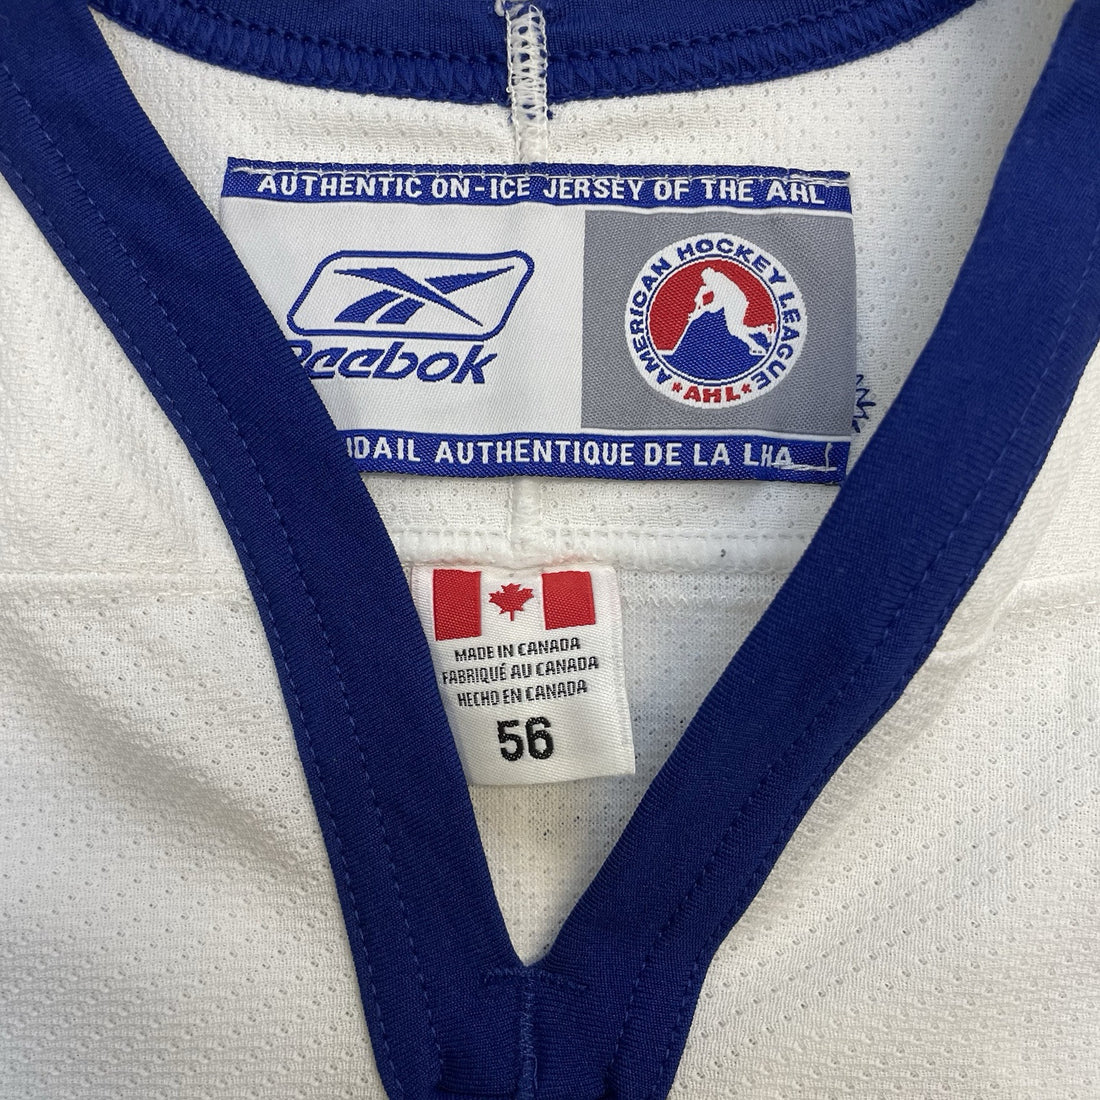 AUTHENTIC ON-ICE JERSEY OF THE AHL
Reebok
AMERICAN HOCKEY LEAGUE
★AHL★
AUTHENTIQUE DE LA LHA
MADE IN CANADA
FABRIQUÉ AU CANADA
HECHO EN CANADA
56